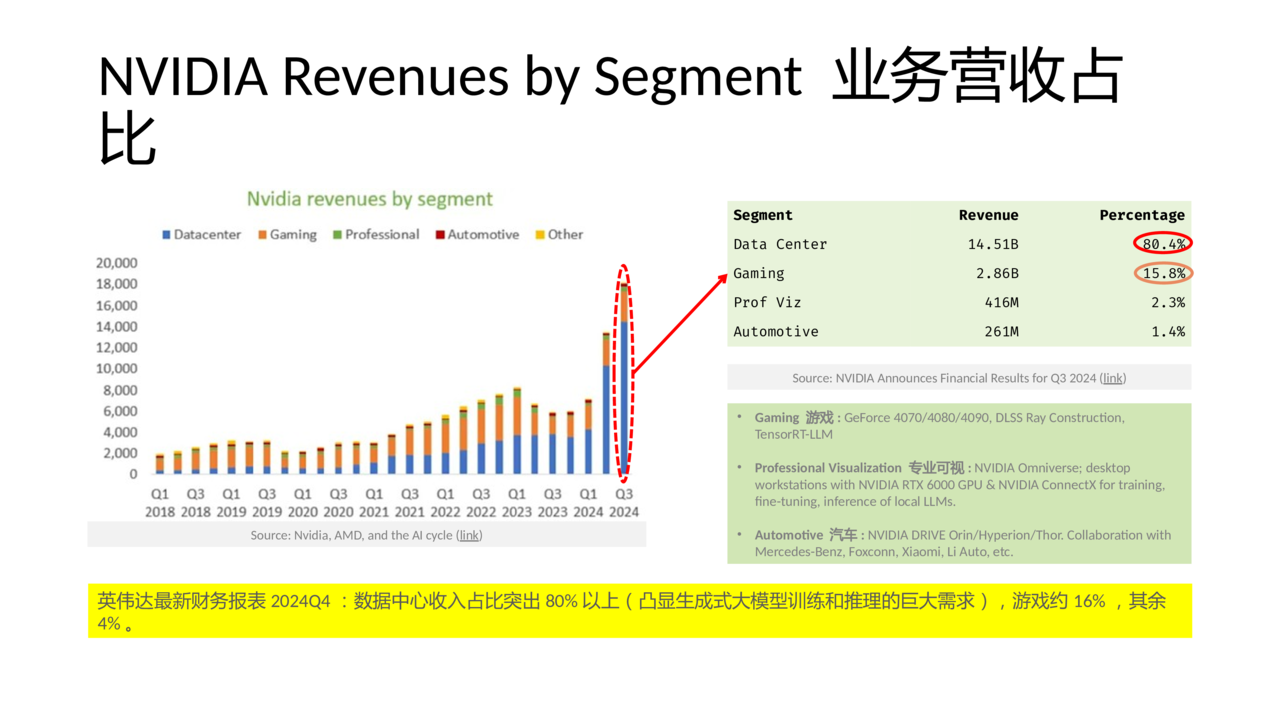 NVIDIA Revenues by Segment 业务营收占
比
Nvidia revenues by segment
Datacenter Gaming Professional Automotive Other
20,000
18,000
16,000
14,000
12,000
10,000
8,000
6,000
4,000
2,000
0
Q1 Q3 Q1 Q3 Q1 Q3 Q1 Q3 Q1 Q3 Q1 Q3 Q1 Q3
2018 2018 2019 2019 2020 2020 2021 2021 2022 2022 2023 2023 2024 2024
Source: Nvidia, AMD, and the AI cycle (link)
Segment Revenue Percentage
Data Center 14.51B 80.4%
Gaming 2.86B 15.8%
Prof Viz 416M 2.3%
Automotive 261M 1.4%
Source: NVIDIA Announces Financial Results for Q3 2024 (link)
• Gaming 游戏 : GeForce 4070/4080/4090, DLSS Ray Construction,
TensorRT-LLM
• Professional Visualization 专业可视 : NVIDIA Omniverse; desktop
workstations with NVIDIA RTX 6000 GPU & NVIDIA ConnectX for training,
fine-tuning, inference of local LLMs.
• Automotive 汽车 : NVIDIA DRIVE Orin/Hyperion/Thor. Collaboration with
Mercedes-Benz, Foxconn, Xiaomi, Li Auto, etc.
英伟达最新财务报表 2024Q4 ：数据中心收入占比突出 80% 以上（ 凸显生成式大模型训练和推理的巨大需求 ），游戏约 16% ，其余
4% 。